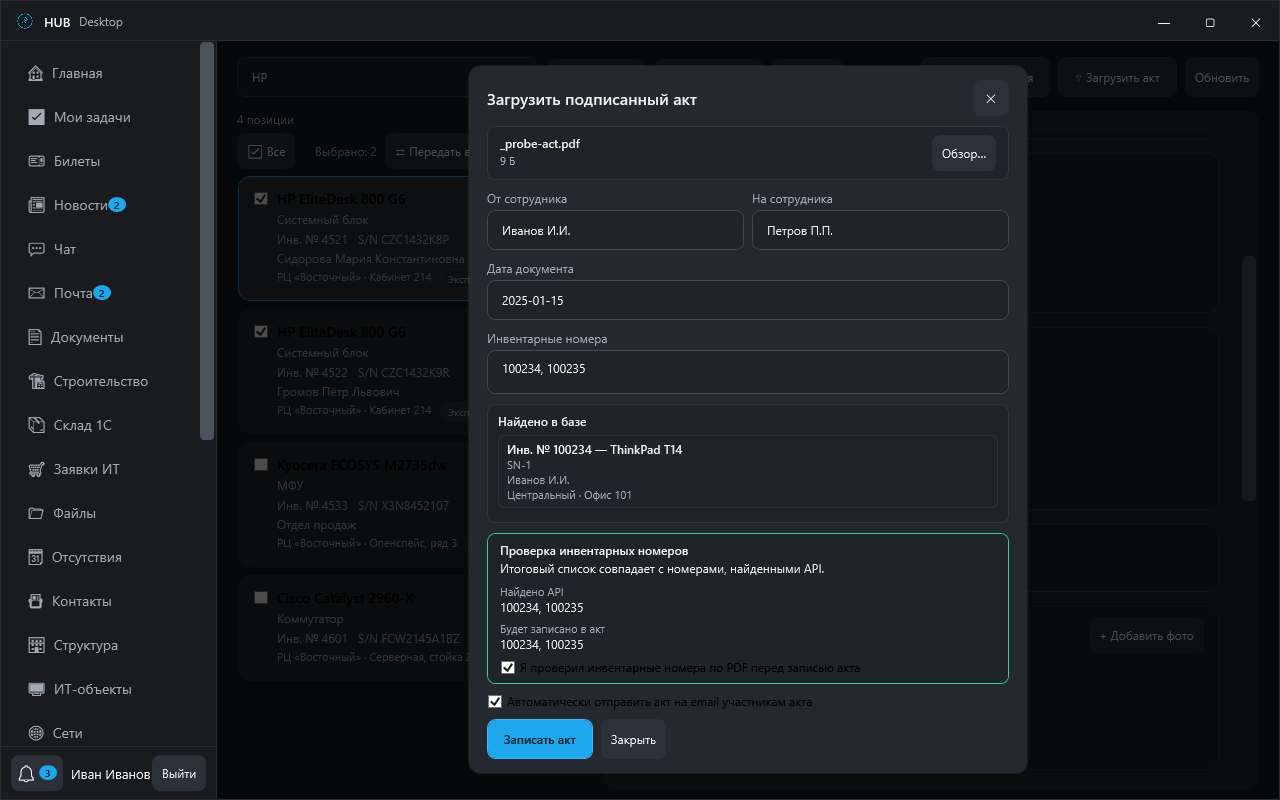 HUB Desktop
Главная
Мои задачи
Билеты
Новости 2
Чат
Почта 2
Документы
Строительство
Склад 1С
Заявки ИТ
Файлы
Отсутствия
Контакты
Структура
ИТ-объекты
Сети
3 Иван Иванов Выйти
HP
Загрузить акт
Обновить
4 позиции
Все
Выбрано: 2
Передать в
HP EliteDesk 800 G6
Системный блок
Инв. № 4521 S/N CZC1432K8P
Сидорова Мария Константиновна
РЦ «Восточный» · Кабинет 214 Эксп
HP EliteDesk 800 G6
Системный блок
Инв. № 4522 S/N CZC1432K9R
Громов Пётр Львович
РЦ «Восточный» · Кабинет 214 Эксп
Kyocera ECOSYS M2735dw
МФУ
Инв. № 4533 S/N X3N8452107
Отдел продаж
РЦ «Восточный» · Опенспейс, ряд 3
Cisco Catalyst 2960-X
Коммутатор
Инв. № 4601 S/N FCW2145A1BZ
РЦ «Восточный» · Серверная, стойка 2
+ Добавить фото
Загрузить подписанный акт
_probe-act.pdf
9 Б
Обзор...
От сотрудника На сотрудника
Иванов И.И. Петров П.П.
Дата документа
2025-01-15
Инвентарные номера
100234, 100235
Найдено в базе
Инв. № 100234 — ThinkPad T14
SN-1
Иванов И.И.
Центральный · Офис 101
Проверка инвентарных номеров
Итоговый список совпадает с номерами, найденными API.
Найдено API
100234, 100235
Будет записано в акт
100234, 100235
Я проверил инвентарные номера по PDF перед записью акта
Автоматически отправить акт на email участникам акта
Записать акт
Закрыть